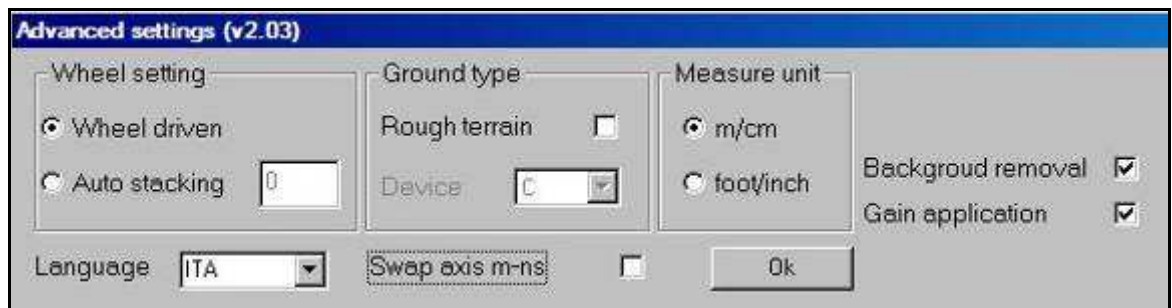 Advanced settings (v2.03)
Wheel setting
Wheel driven
Auto stacking 0
Ground type
Rough terrain
Device C
Measure unit
m/cm
foot/inch
Backgroud removal
Gain application
Language ITA
Swap axis m-ns
Ok